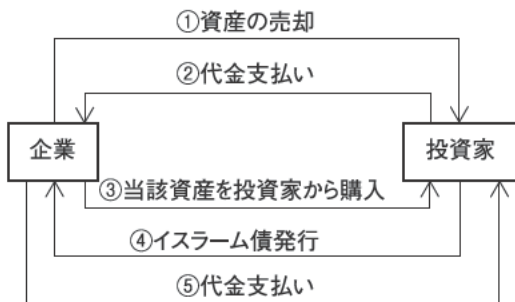 ①資産の売却
②代金支払い
企業
投資家
③当該資産を投資家から購入
④イスラーム債発行
⑤代金支払い